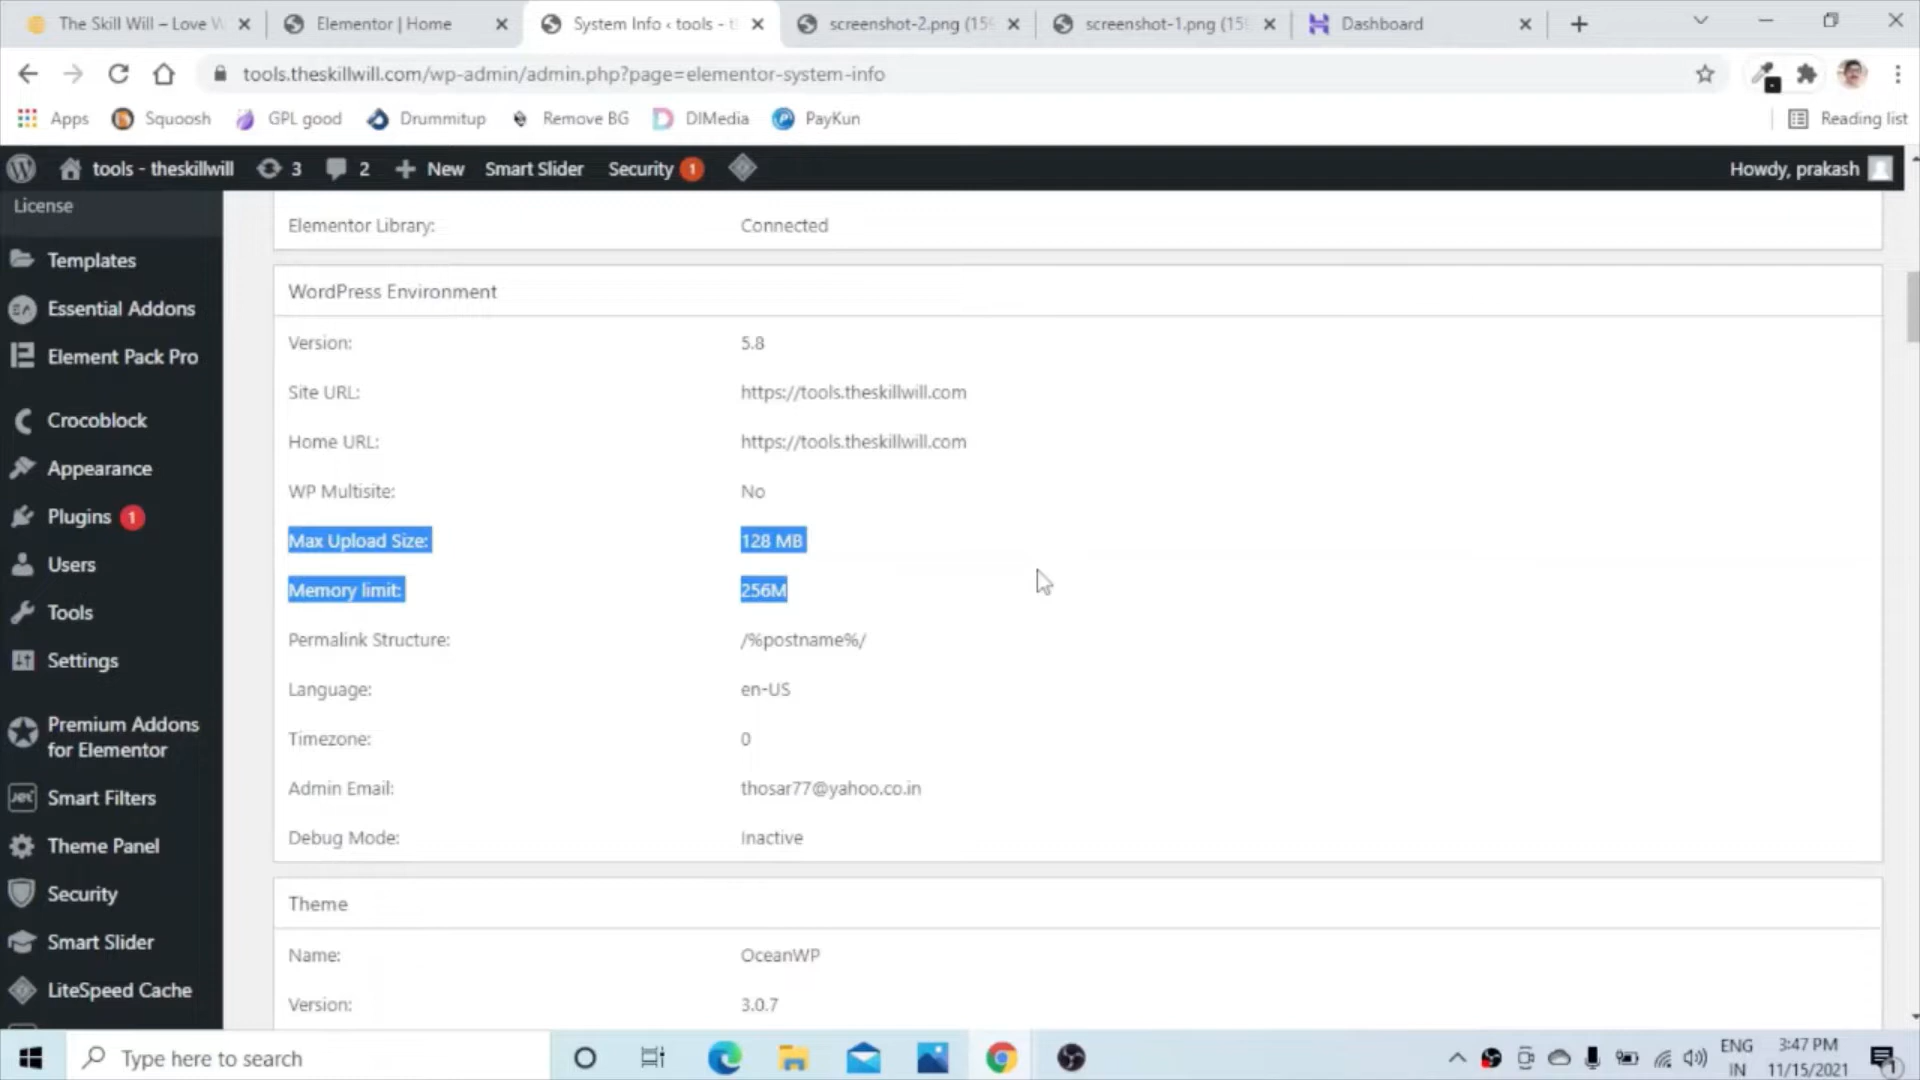 The Skill Will – Love W
Elementor | Home
System Info ‹ tools - t
screenshot-2.png (15
screenshot-1.png (15
Dashboard
tools.theskillwill.com/wp-admin/admin.php?page=elementor-system-info
Apps
Squoosh
GPL good
Drummitup
Remove BG
DIMedia
PayKun
Reading list
tools - theskillwill
3
2
New
Smart Slider
Security 1
Howdy, prakash
License
Templates
Essential Addons
Element Pack Pro
Crocoblock
Appearance
Plugins 1
Users
Tools
Settings
Premium Addons
for Elementor
Smart Filters
Theme Panel
Security
Smart Slider
LiteSpeed Cache
Elementor Library: Connected
WordPress Environment
Version: 5.8
Site URL: https://tools.theskillwill.com
Home URL: https://tools.theskillwill.com
WP Multisite: No
Max Upload Size: 128 MB
Memory limit: 256M
Permalink Structure: /%postname%/
Language: en-US
Timezone: 0
Admin Email: thosar77@yahoo.co.in
Debug Mode: Inactive
Theme
Name: OceanWP
Version: 3.0.7
Type here to search
ENG
IN
3:47 PM
11/15/2021
1